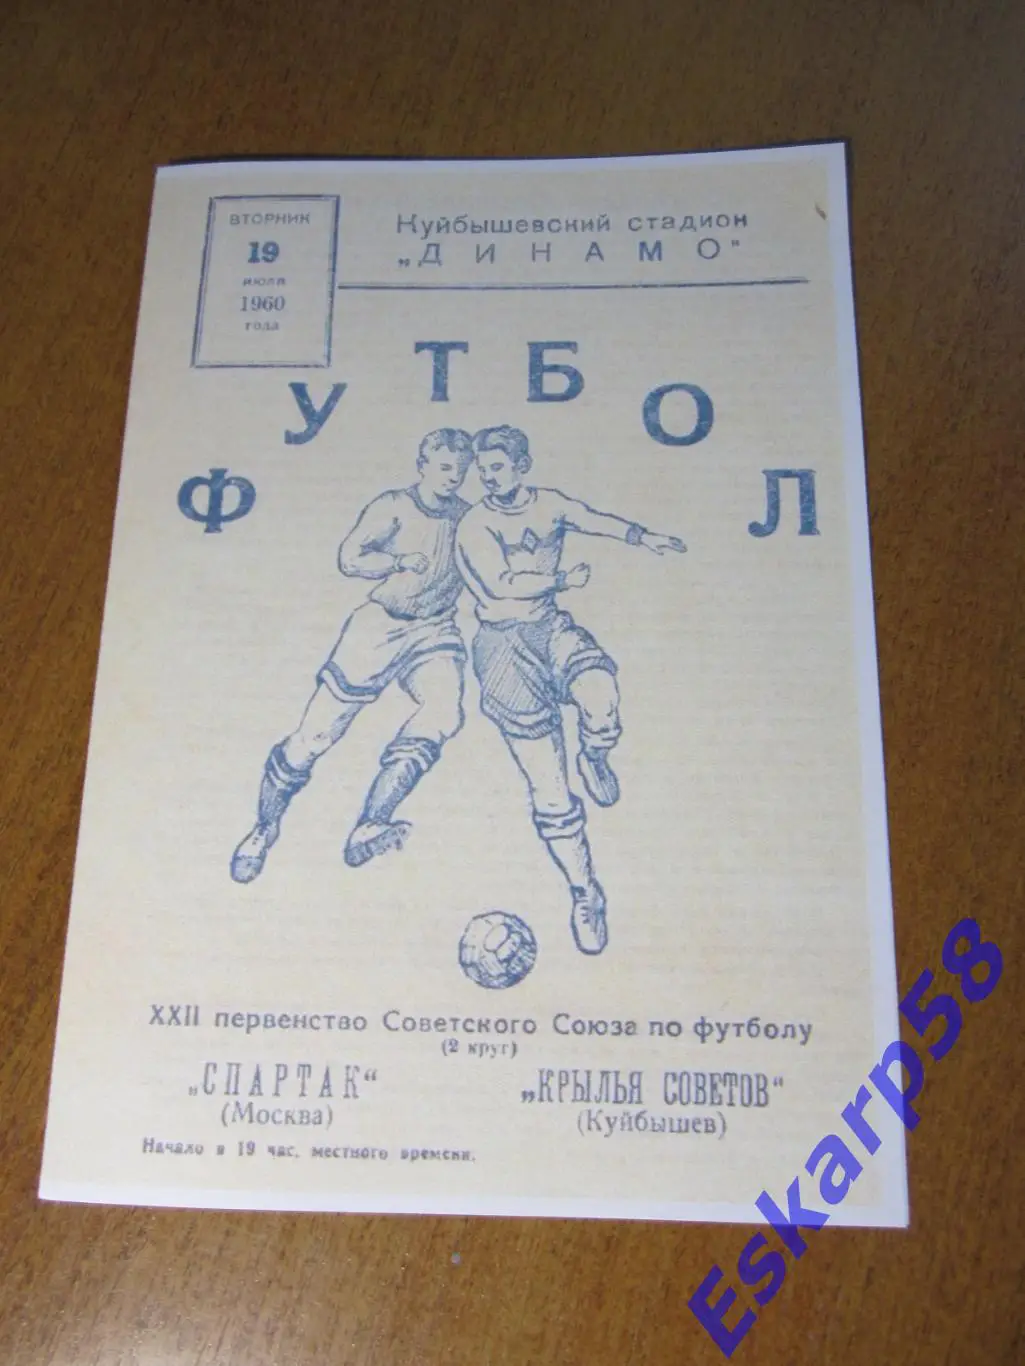 ВТОРНИК
19
июля
1960
года
Куйбышевский стадион
„ДИНАМО"
ФУТБОЛ
XXII первенство Советского Союза по футболу
(2 круг)
„СПАРТАК"
(Москва)
„КРЫЛЬЯ СОВЕТОВ"
(Куйбышев)
Начало в 19 час. местного времени.
Eskarp58